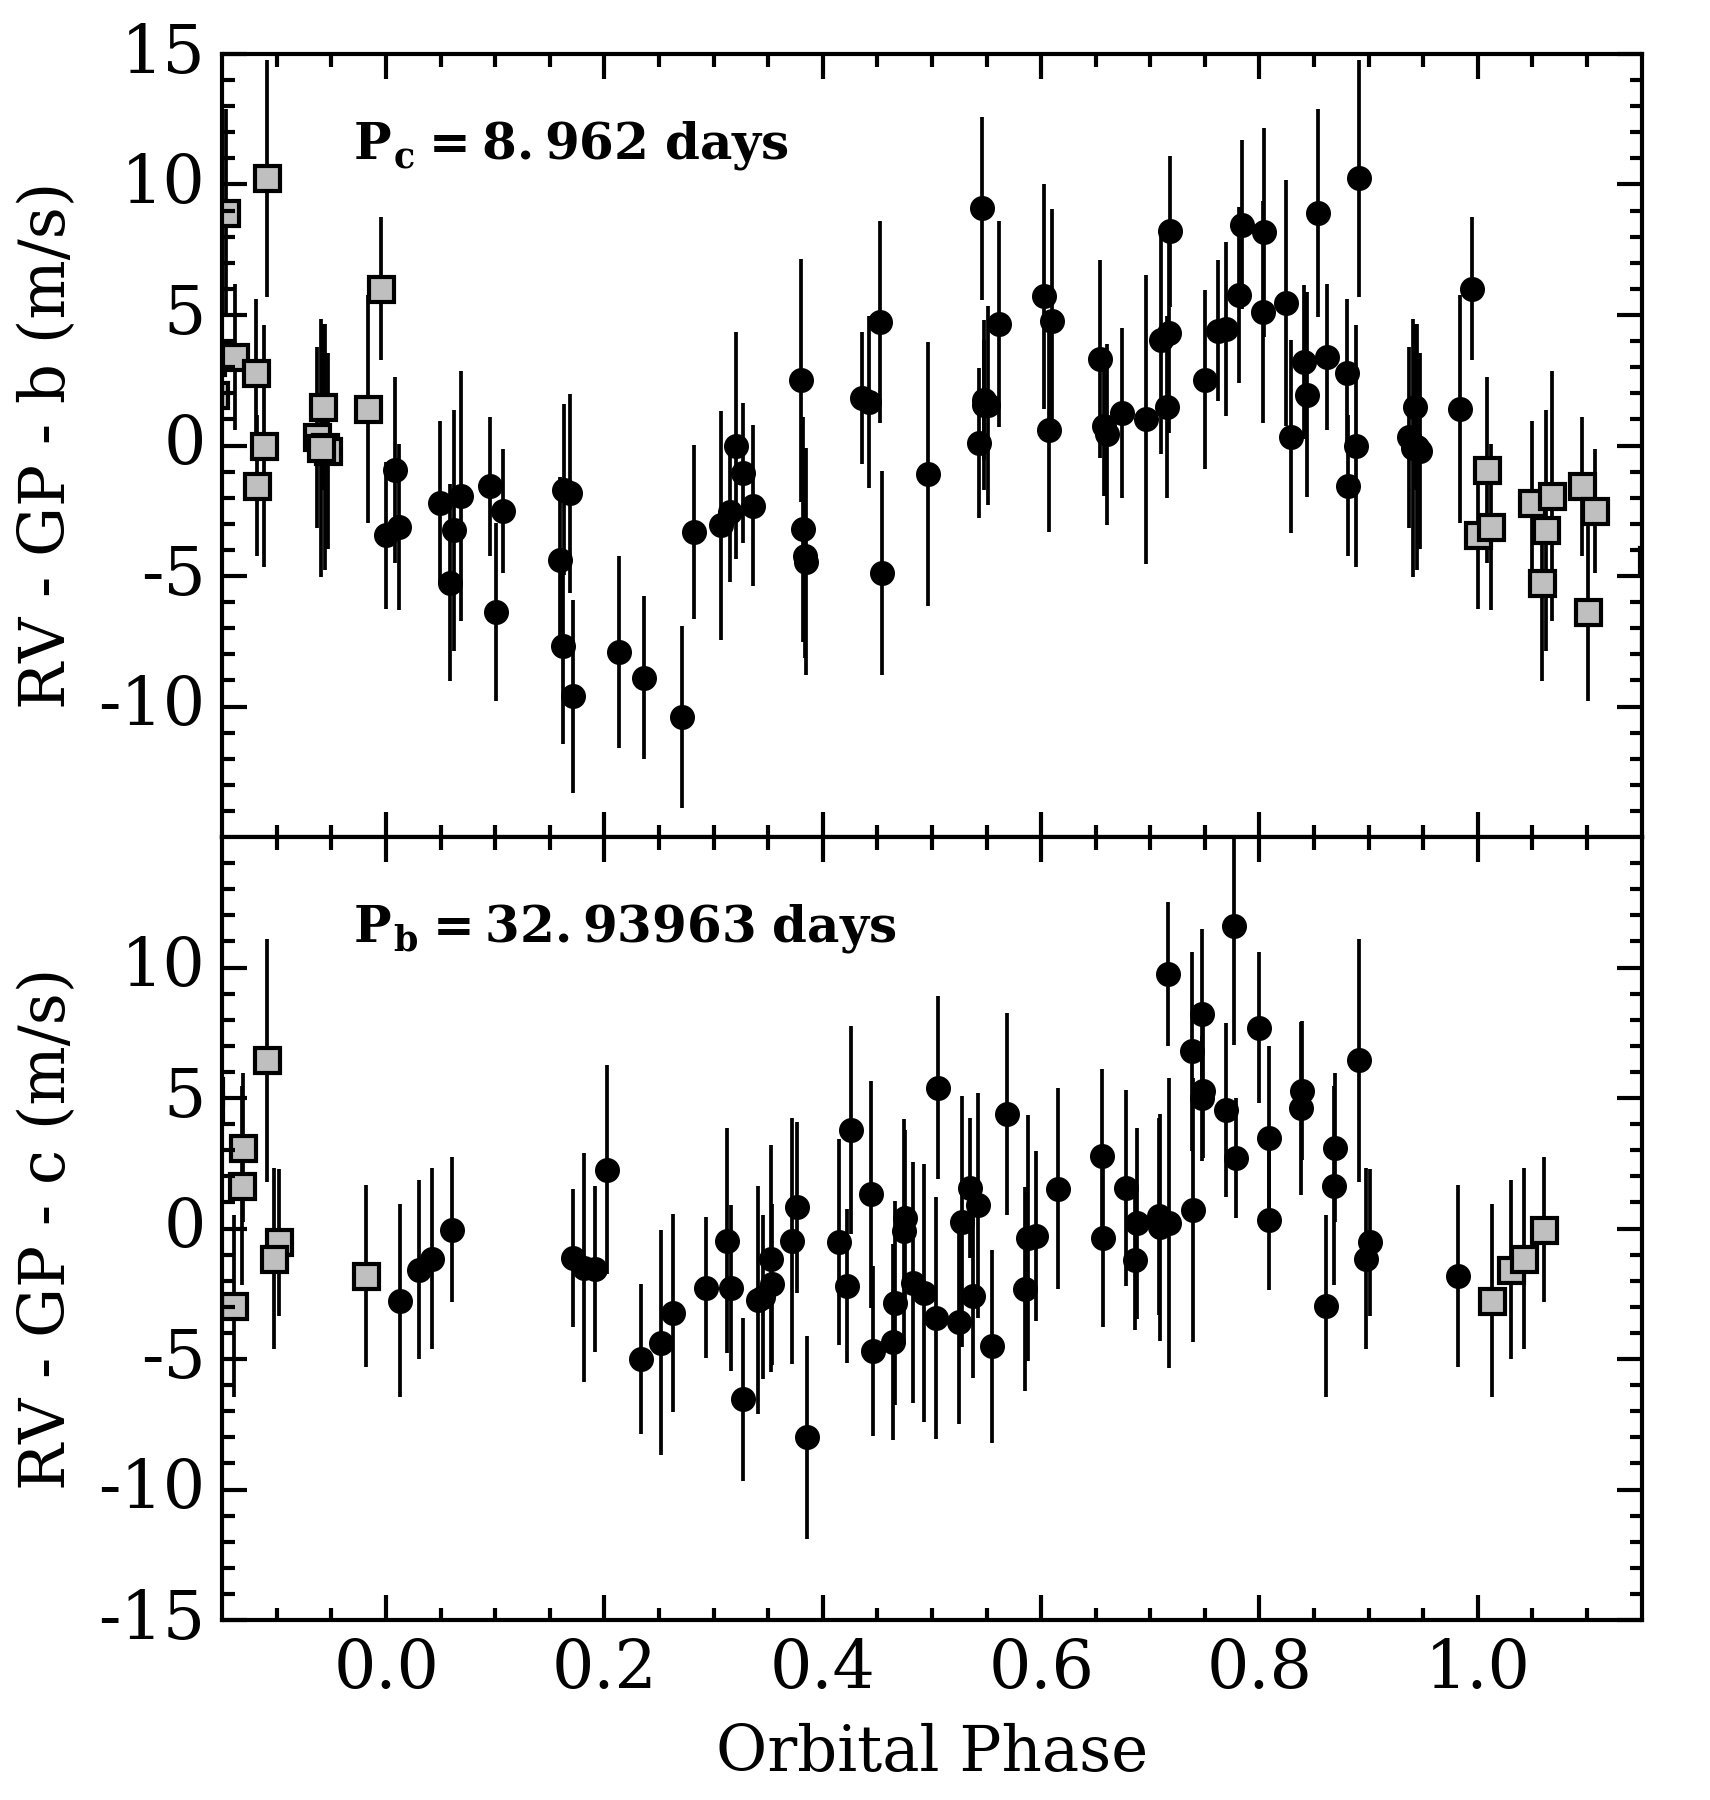 15
10
5
0
-5
-10
RV - GP - b (m/s)
P_c = 8.962 days
10
5
0
-5
-10
-15
RV - GP - c (m/s)
P_b = 32.93963 days
0.0 0.2 0.4 0.6 0.8 1.0
Orbital Phase